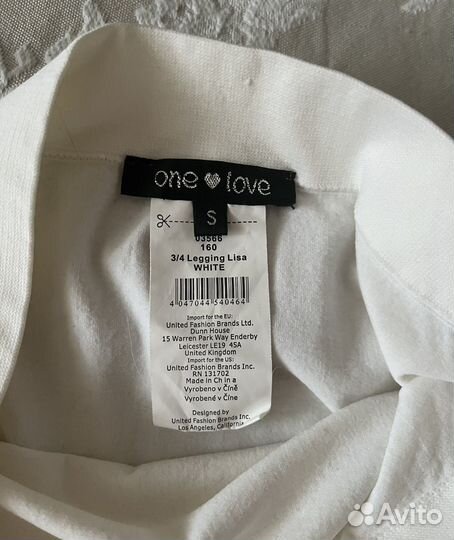 one love
S
03566
160
3/4 Legging Lisa
WHITE
4 047044 540464
Import for the EU:
United Fashion Brands Ltd.
Dunn House
15 Warren Park Way Enderby
Leicester LE19 4SA
United Kingdom
Import for the US:
United Fashion Brands Inc.
RN 131702
Made in Ch in a
Vyrobeno v Číně
Vyrobené v Číne
Designed by
United Fashion Brands Inc.
Los Angeles, California
Avito